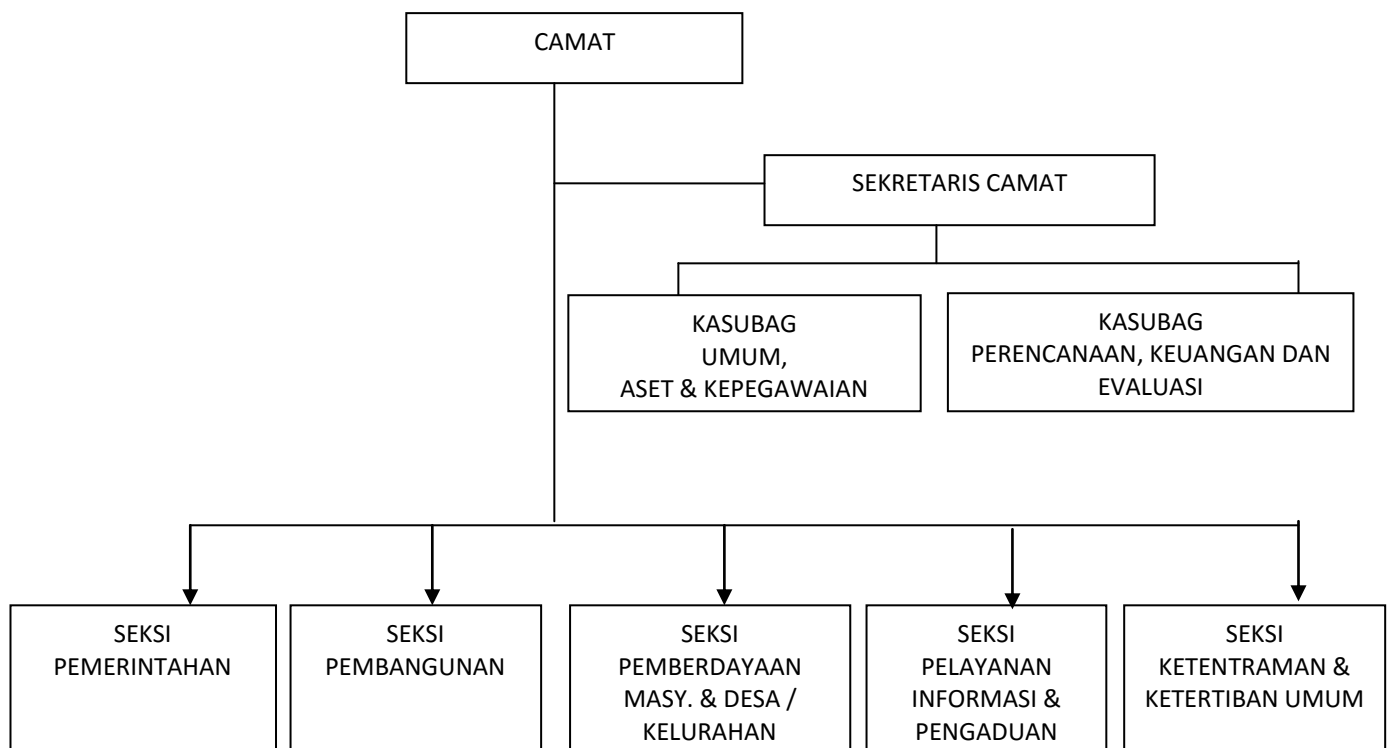 CAMAT
SEKRETARIS CAMAT
KASUBAG
UMUM,
ASET & KEPEGAWAIAN
KASUBAG
PERENCANAAN, KEUANGAN DAN
EVALUASI
SEKSI
PEMERINTAHAN
SEKSI
PEMBANGUNAN
SEKSI
PEMBERDAYAAN
MASY. & DESA /
KELURAHAN
SEKSI
PELAYANAN
INFORMASI &
PENGADUAN
SEKSI
KETENTRAMAN &
KETERTIBAN UMUM